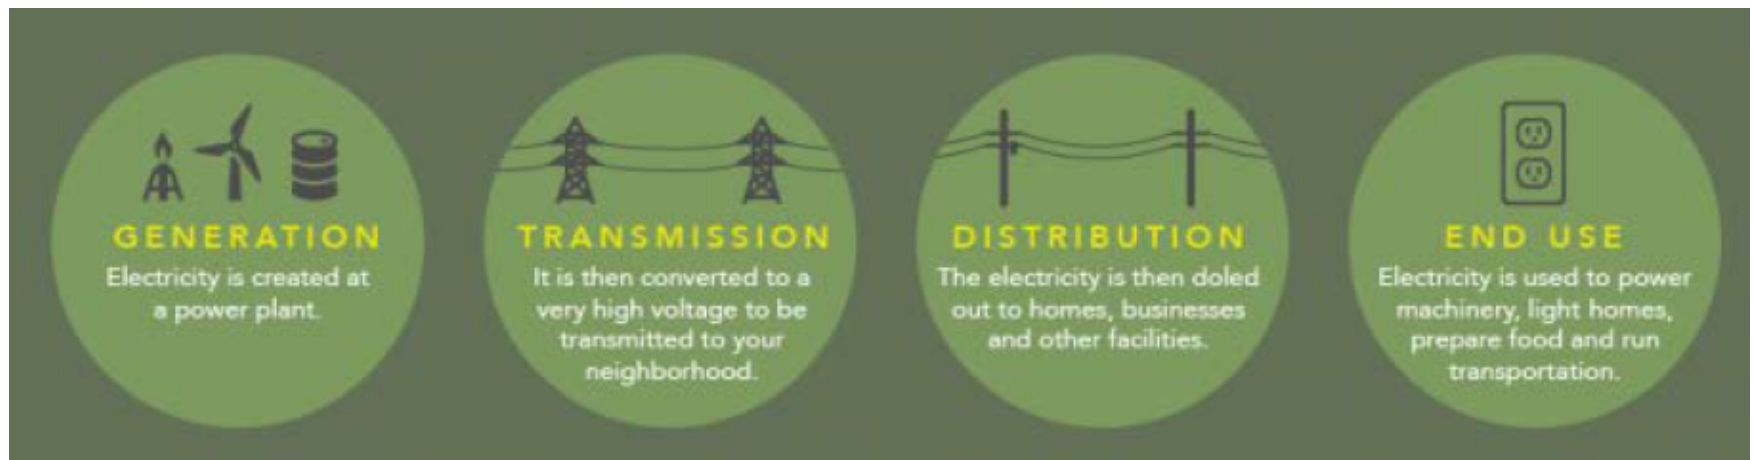 GENERATION
Electricity is created at
a power plant.
TRANSMISSION
It is then converted to a
very high voltage to be
transmitted to your
neighborhood.
DISTRIBUTION
The electricity is then doled
out to homes, businesses
and other facilities.
END USE
Electricity is used to power
machinery, light homes,
prepare food and run
transportation.